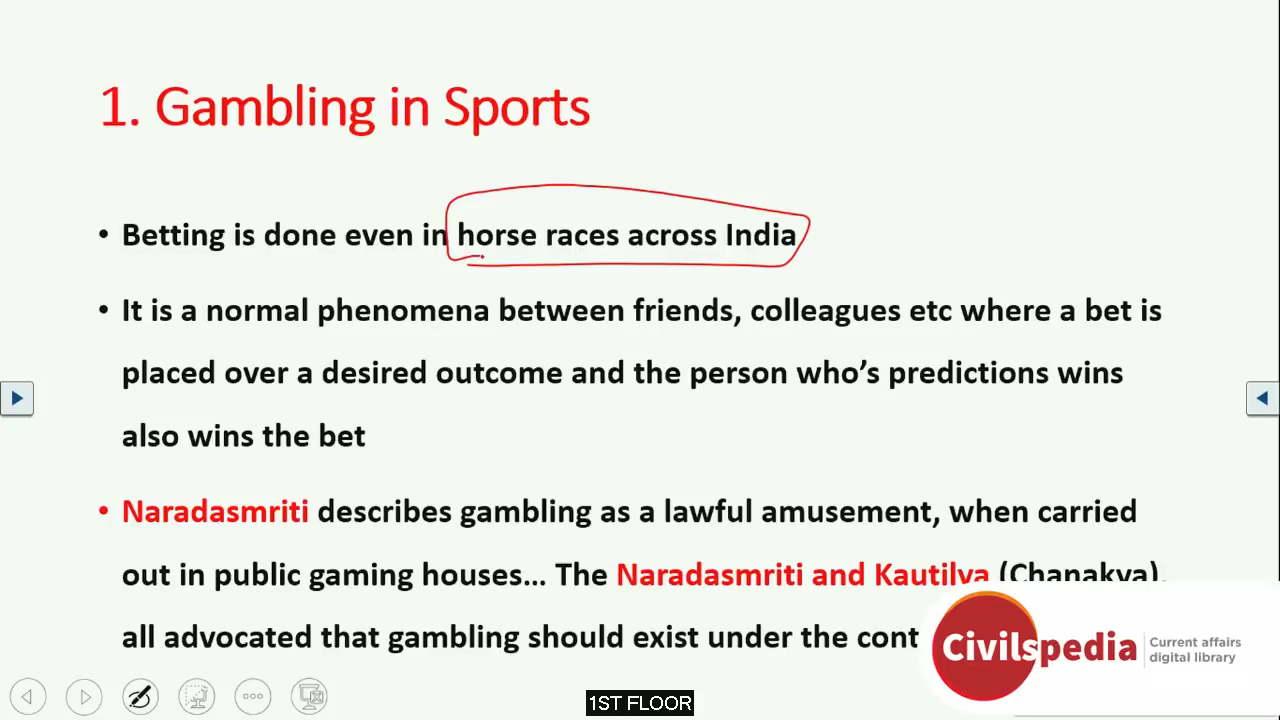 1. Gambling in Sports
• Betting is done even in horse races across India
• It is a normal phenomena between friends, colleagues etc where a bet is
placed over a desired outcome and the person who's predictions wins
also wins the bet
• Naradasmriti describes gambling as a lawful amusement, when carried
out in public gaming houses... The Naradasmriti and Kautilya (Chanakya),
all advocated that gambling should exist under the cont
Civilspedia
Current affairs
digital library
1ST FLOOR